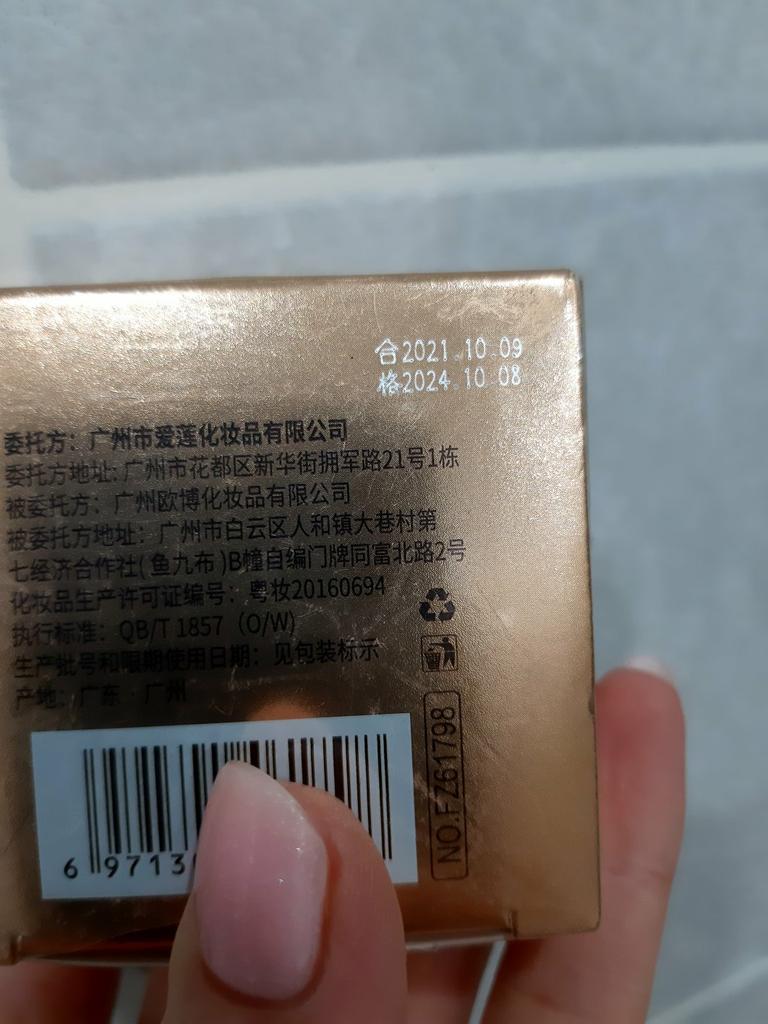 合2021.10.09
格2024.10.08
委托方：广州市爱莲化妆品有限公司
委托方地址:广州市花都区新华街拥军路21号1栋
被委托方：广州欧博化妆品有限公司
被委托方地址：广州市白云区人和镇大巷村第
七经济合作社(鱼九布)B幢自编门牌同富北路2号
化妆品生产许可证编号：粤妆20160694
执行标准：QB/T 1857（O/W)
生产批号和限期使用日期：见包装标示
产地：广东·广州
NO.FZ61798
6 9713